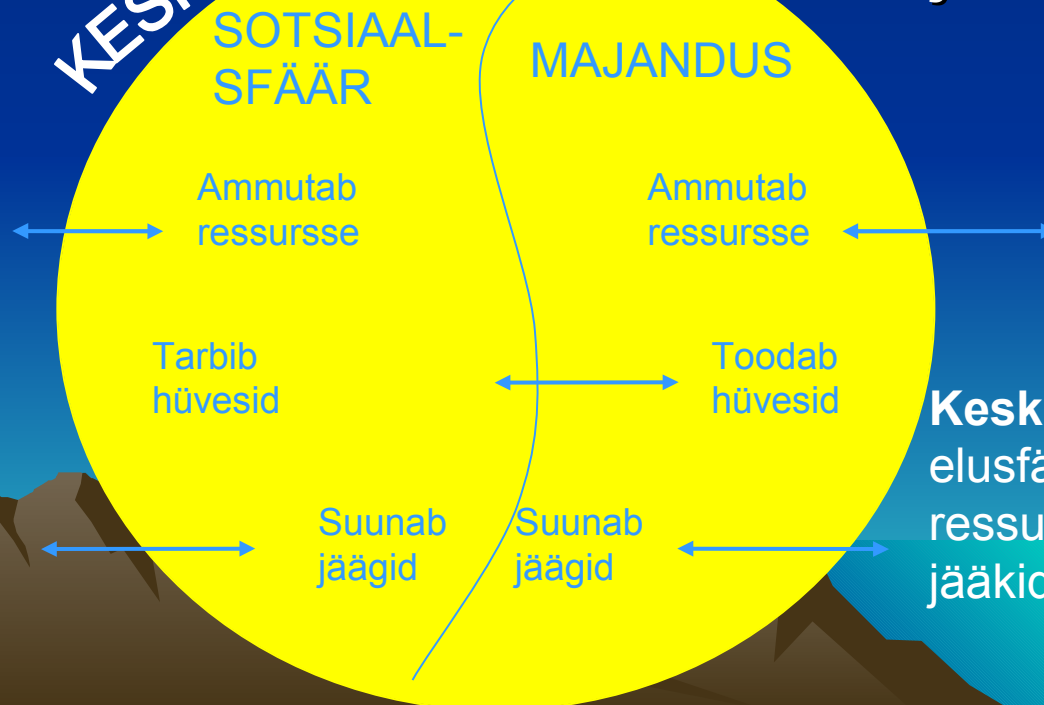 SOTSIAAL-
SFÄÄR
MAJANDUS
Ammutab
ressursse
Ammutab
ressursse
Tarbib
hüvesid
Toodab
hüvesid
Suunab
jäägid
Suunab
jäägid